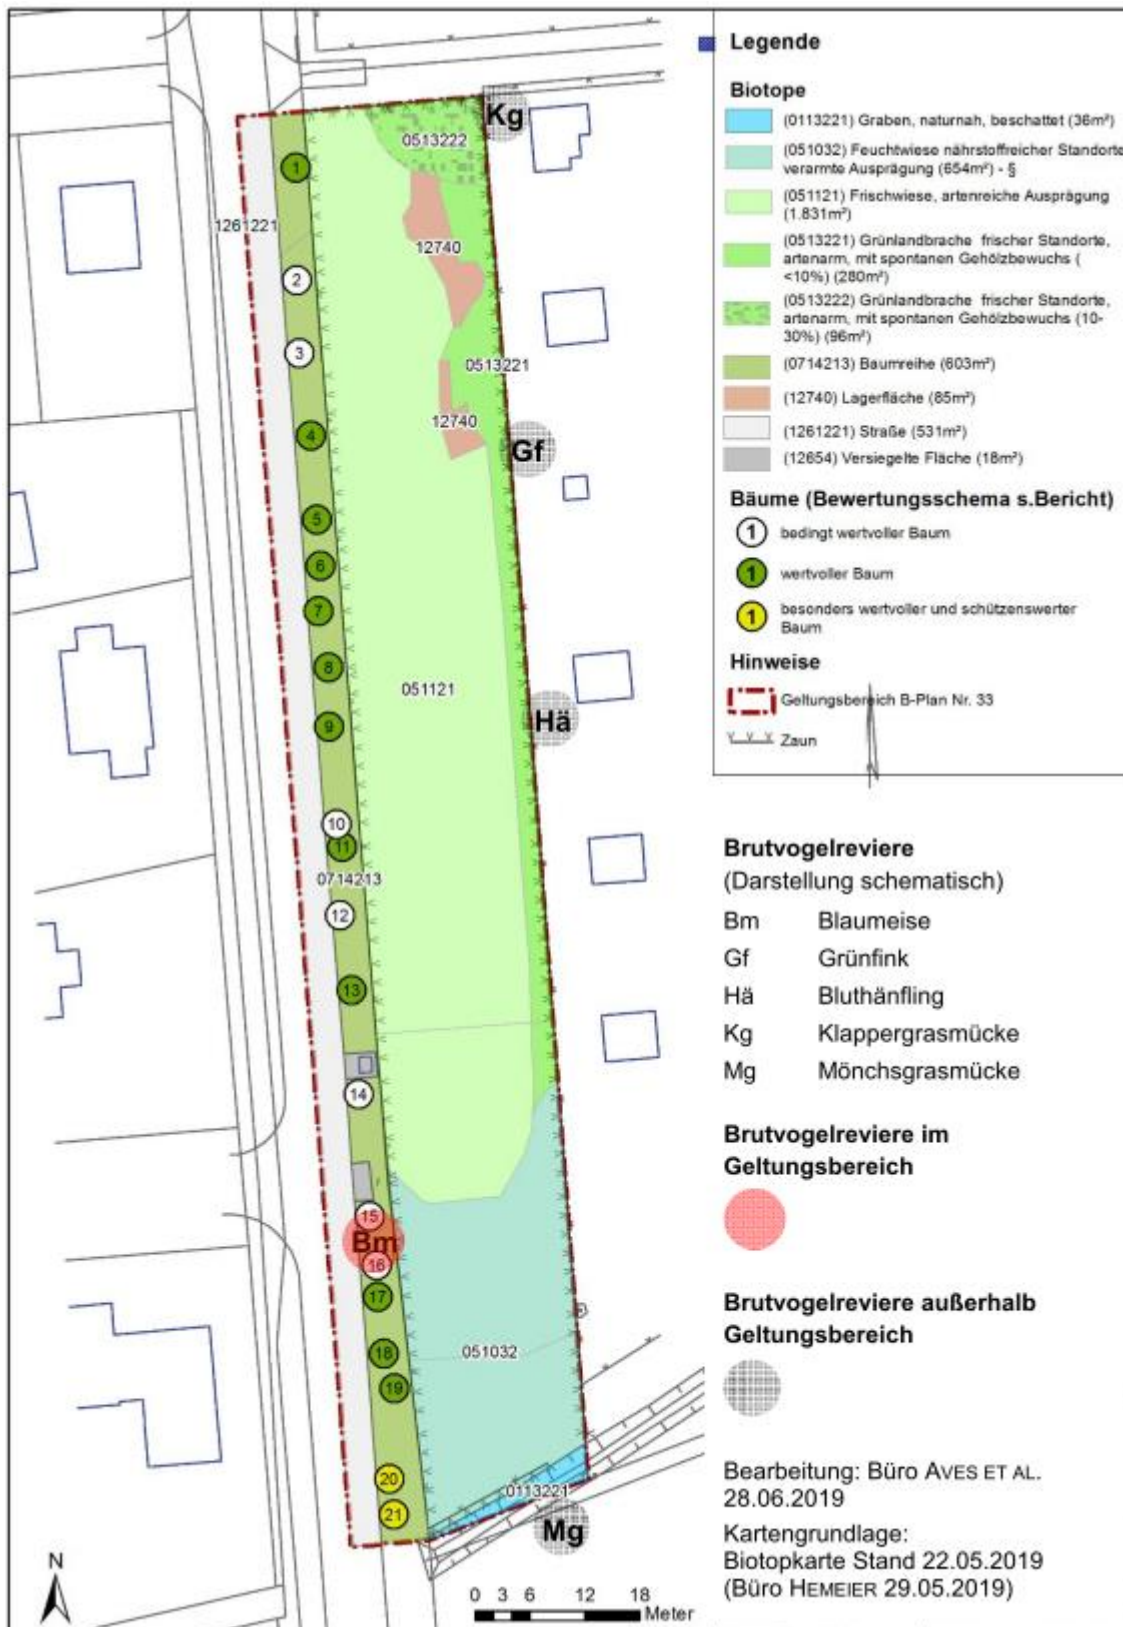 Legende
Biotope
(0113221) Graben, naturnah, beschattet (36m²)
(051032) Feuchtwiese nährstoffreicher Standorte
verarmte Ausprägung (654m²) - §
(051121) Frischwiese, artenreiche Ausprägung
(1.831m²)
(0513221) Grünlandbrache frischer Standorte,
artenarm, mit spontanen Gehölzbewuchs (
<10%) (280m²)
(0513222) Grünlandbrache frischer Standorte,
artenarm, mit spontanen Gehölzbewuchs (10-
30%) (96m²)
(0714213) Baumreihe (603m²)
(12740) Lagerfläche (85m²)
(1261221) Straße (531m²)
(12654) Versiegelte Fläche (18m²)
Bäume (Bewertungsschema s.Bericht)
1 bedingt wertvoller Baum
1 wertvoller Baum
1 besonders wertvoller und schützenswerter
Baum
Hinweise
Geltungsbereich B-Plan Nr. 33
Zaun
Brutvogelreviere
(Darstellung schematisch)
Bm Blaumeise
Gf Grünfink
Hä Bluthänfling
Kg Klappergrasmücke
Mg Mönchsgrasmücke
Brutvogelreviere im
Geltungsbereich
Brutvogelreviere außerhalb
Geltungsbereich
Bearbeitung: Büro AVES ET AL.
28.06.2019
Kartengrundlage:
Biotopkarte Stand 22.05.2019
(Büro HEMEIER 29.05.2019)
Kg
0513222
1
1261221
12740
2
3
0513221
12740
4
Gf
5
6
7
8
051121
Hä
9
10
11
0714213
12
13
14
15
Bm
16
17
18
051032
19
20
0113221
21
Mg
N
0 3 6 12 18
Meter